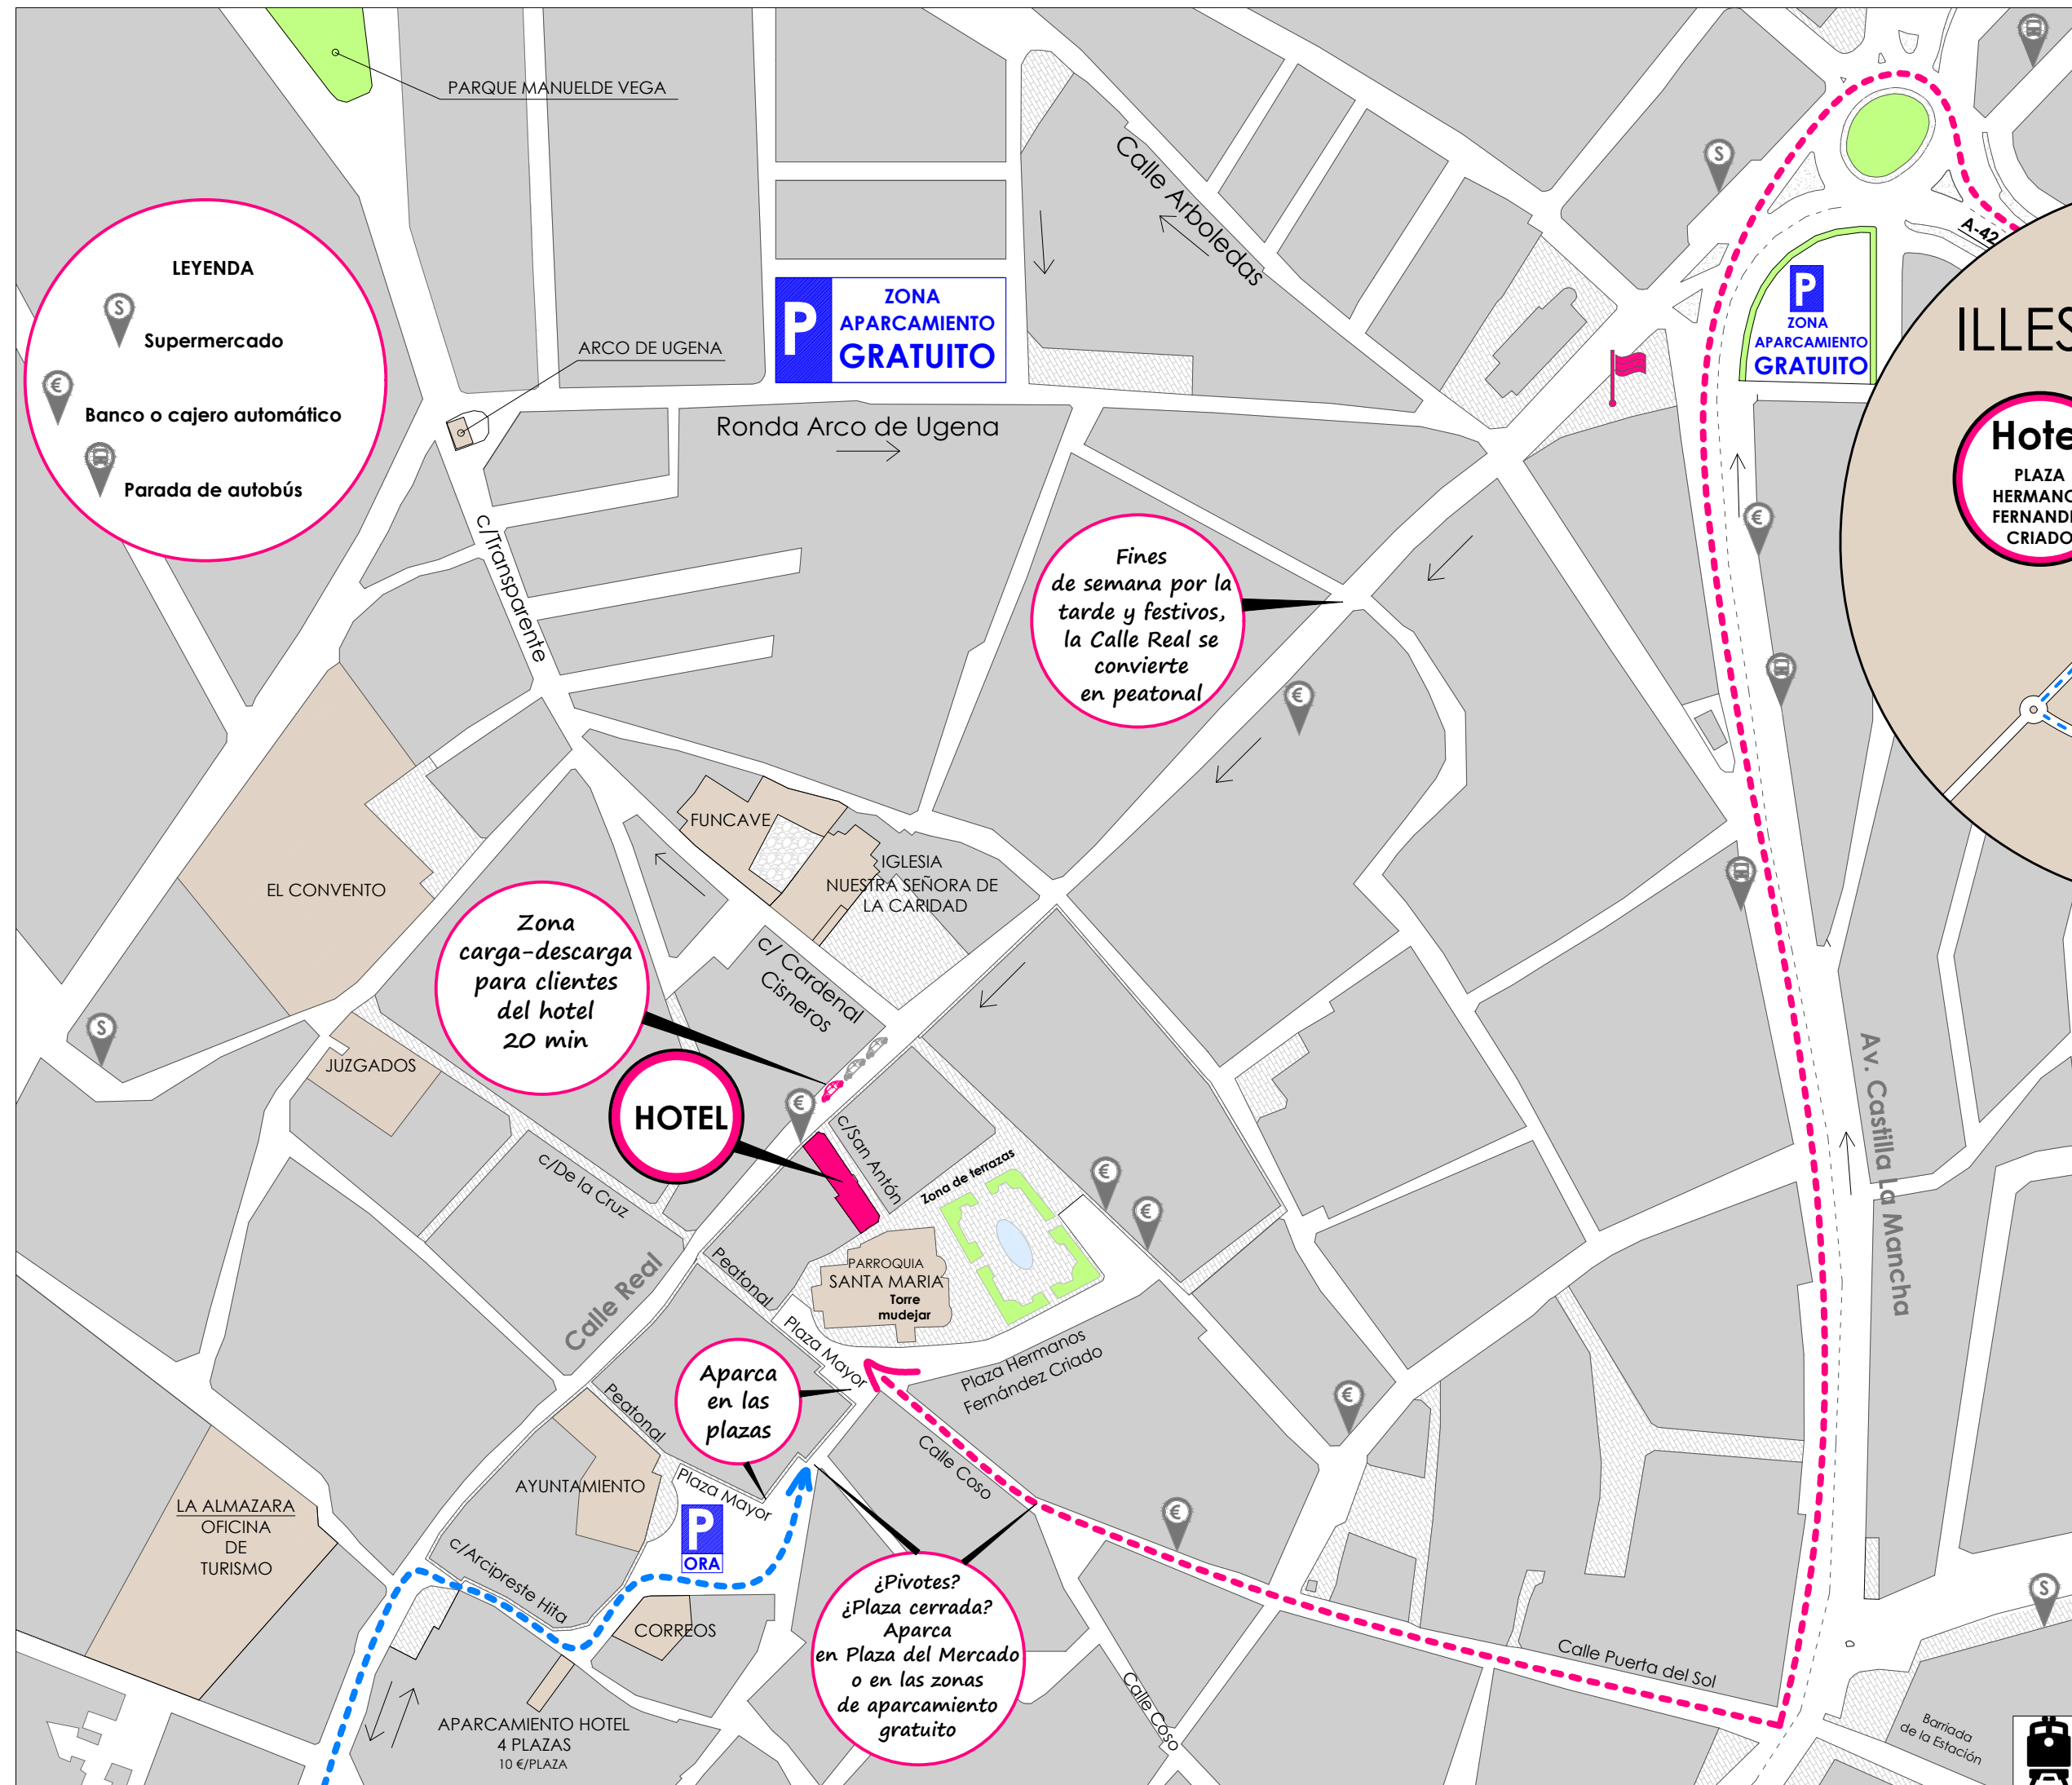 PARQUE MANUELDE VEGA
LEYENDA
S
Supermercado
€
Banco o cajero automático
Parada de autobús
ARCO DE UGENA
P
ZONA
APARCAMIENTO
GRATUITO
Calle Arboledas
Ronda Arco de Ugena
c/Transparente
S
A-42
P
ZONA
APARCAMIENTO
GRATUITO
ILLES
Hote
PLAZA
HERMANO
FERNAND
CRIADO
€
Fines
de semana por la
tarde y festivos,
la Calle Real se
convierte
en peatonal
€
FUNCAVE
IGLESIA
NUESTRA SEÑORA DE
LA CARIDAD
EL CONVENTO
Zona
carga-descarga
para clientes
del hotel
20 min
c/ Cardenal
Cisneros
S
JUZGADOS
HOTEL
€
c/San Antón
c/De la Cruz
Zona de terrazas
€
€
Av. Castilla La Mancha
Calle Real
Peatonal
PARROQUIA
SANTA MARIA
Torre
mudejar
Plaza Mayor
Plaza Hermanos
Fernández Criado
Aparca
en las
plazas
Peatonal
€
Calle Coso
AYUNTAMIENTO
Plaza Mayor
P
ORA
LA ALMAZARA
OFICINA
DE
TURISMO
c/Arcipreste Hita
€
CORREOS
¿Pivotes?
¿Plaza cerrada?
Aparca
en Plaza del Mercado
o en las zonas
de aparcamiento
gratuito
S
Calle Puerta del Sol
Calle Coso
APARCAMIENTO HOTEL
4 PLAZAS
10 €/PLAZA
Barriada
de la Estación